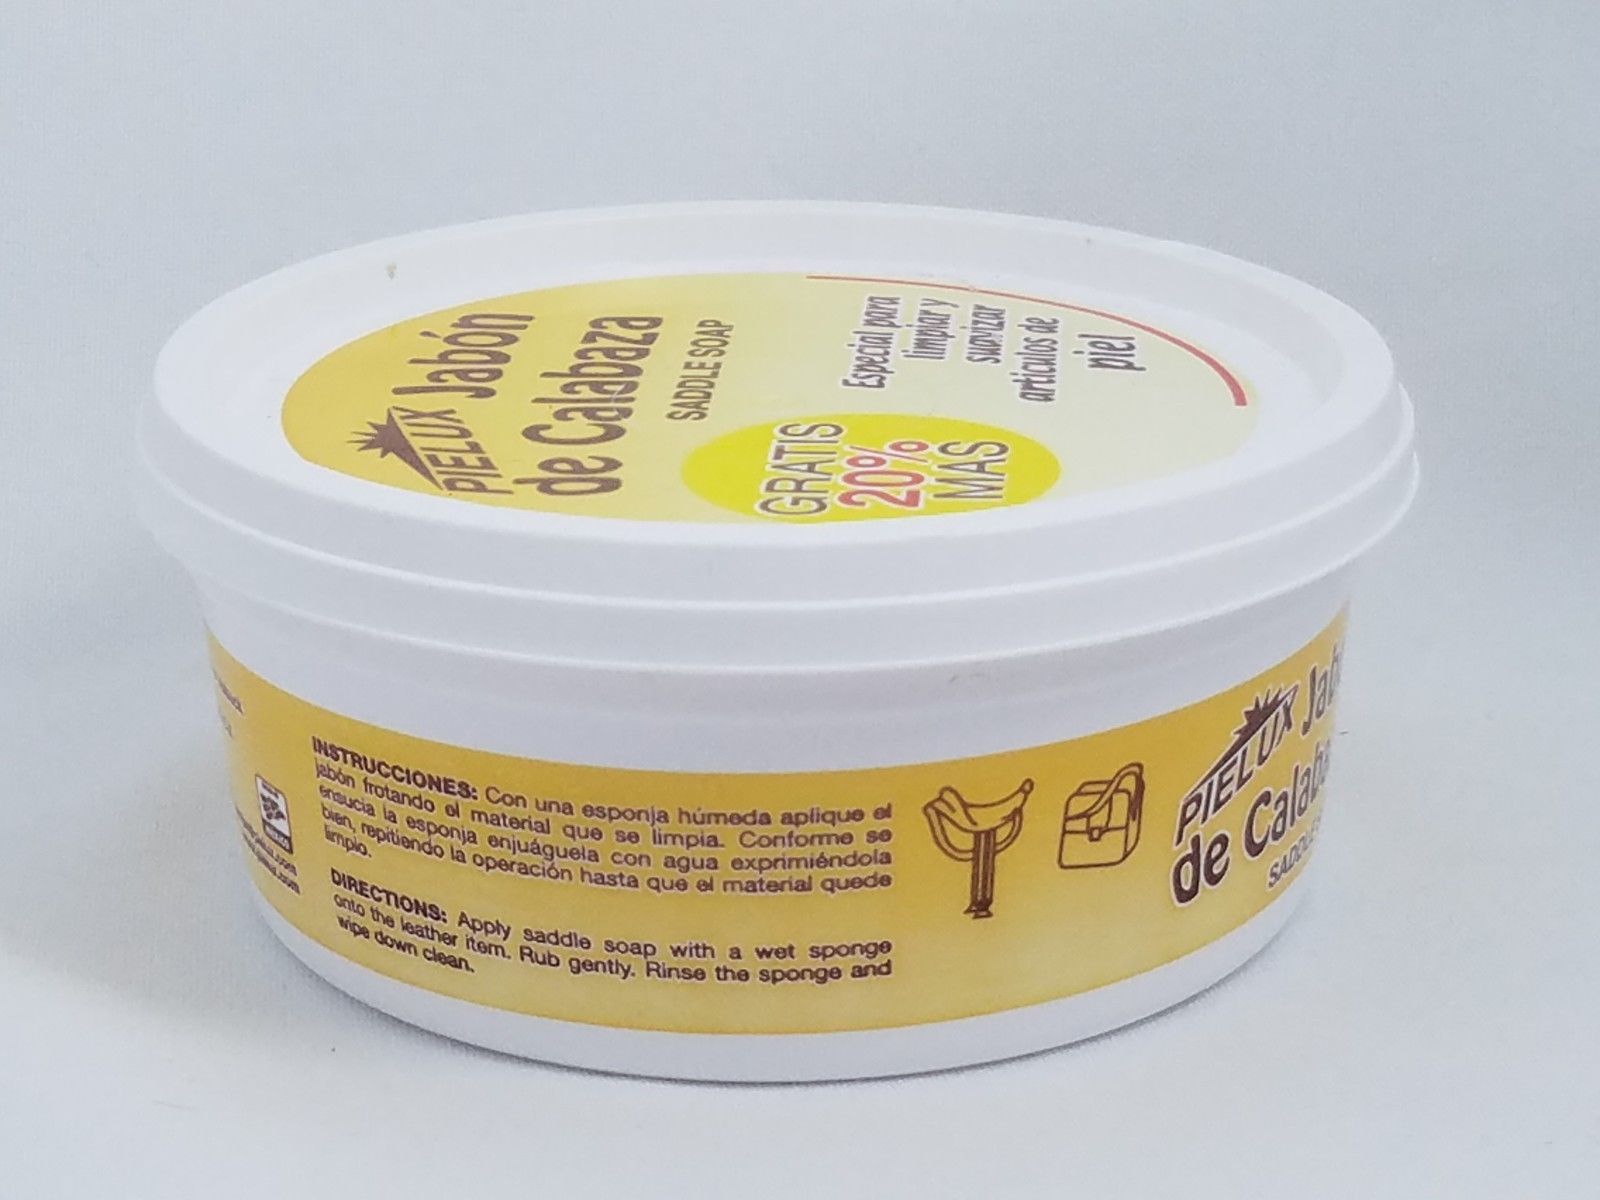 PIELUX Jabón
de Calabaza
SADDLE SOAP
Especial para
limpiar y
suavizar
artículos de
piel
GRATIS
20%
MAS
INSTRUCCIONES: Con una esponja húmeda aplique el
jabón frotando el material que se limpia. Conforme se
ensucia la esponja enjuáguela con agua exprimiéndola
bien, repitiendo la operación hasta que el material quede
limpio.
DIRECTIONS: Apply saddle soap with a wet sponge
onto the leather item. Rub gently. Rinse the sponge and
wipe down clean.
PIELUX
de